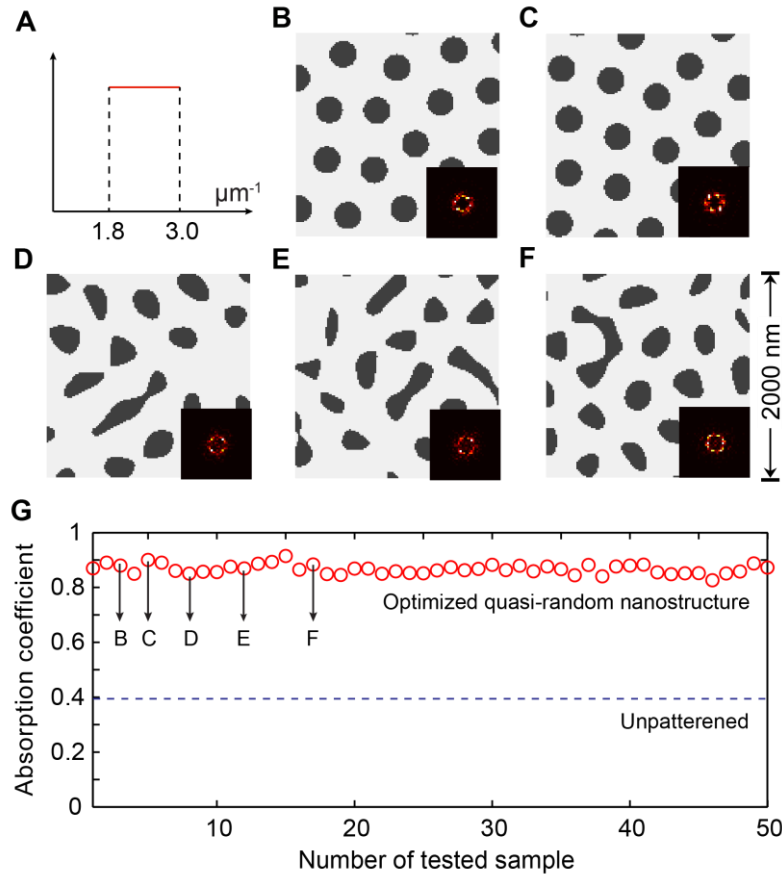 A
B
C
µm⁻¹
1.8
3.0
D
E
F
2000 nm
G
Absorption coefficient
1
0.8
0.6
0.4
0.2
0
B
C
D
E
F
Optimized quasi-random nanostructure
Unpatterened
10
20
30
40
50
Number of tested sample